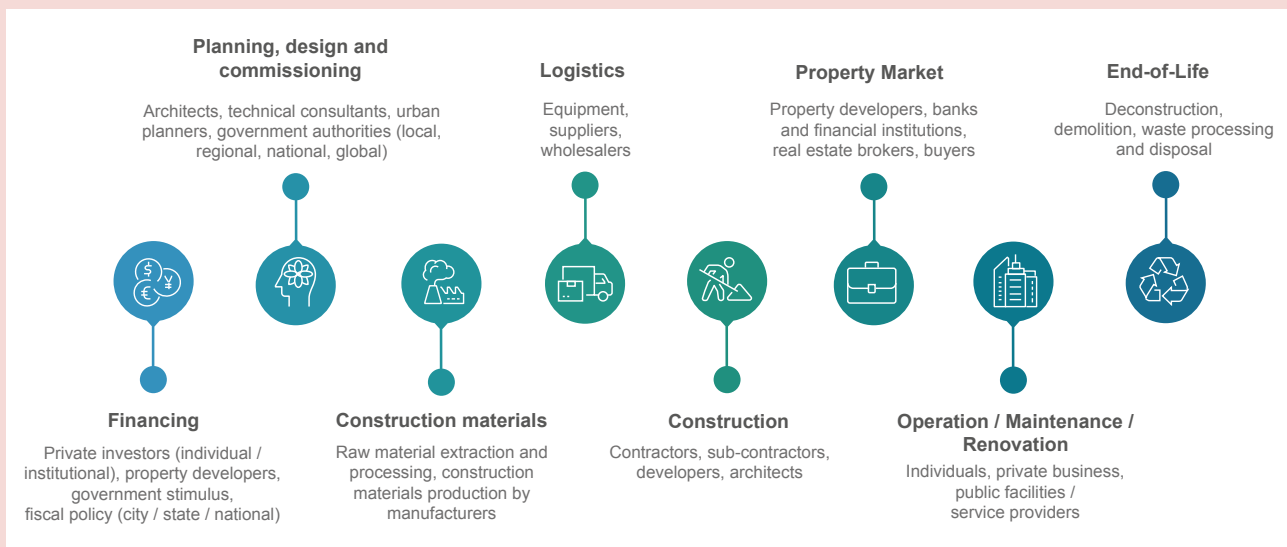 Planning, design and
commissioning
Architects, technical consultants, urban
planners, government authorities (local,
regional, national, global)
Logistics
Equipment,
suppliers,
wholesalers
Property Market
Property developers, banks
and financial institutions,
real estate brokers, buyers
End-of-Life
Deconstruction,
demolition, waste processing
and disposal
$
¥
€
Financing
Private investors (individual /
institutional), property developers,
government stimulus,
fiscal policy (city / state / national)
Construction materials
Raw material extraction and
processing, construction
materials production by
manufacturers
Construction
Contractors, sub-contractors,
developers, architects
Operation / Maintenance /
Renovation
Individuals, private business,
public facilities /
service providers